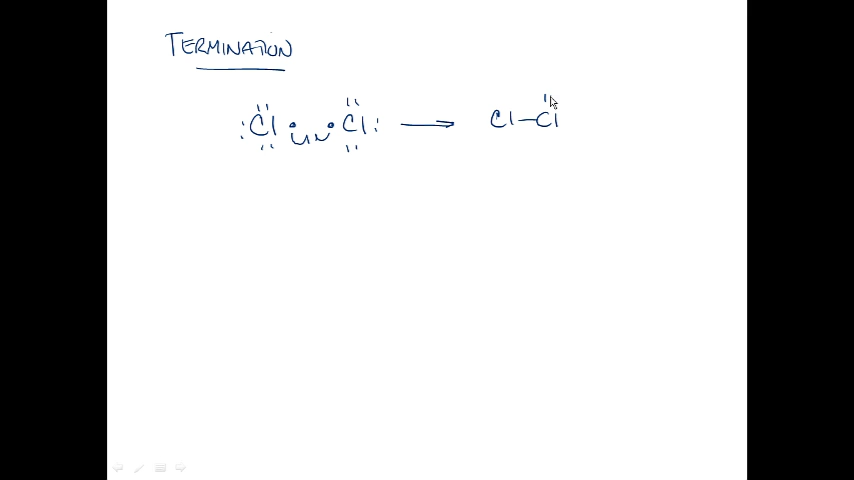 TERMINATION
:Cl• •Cl: → Cl—Cl